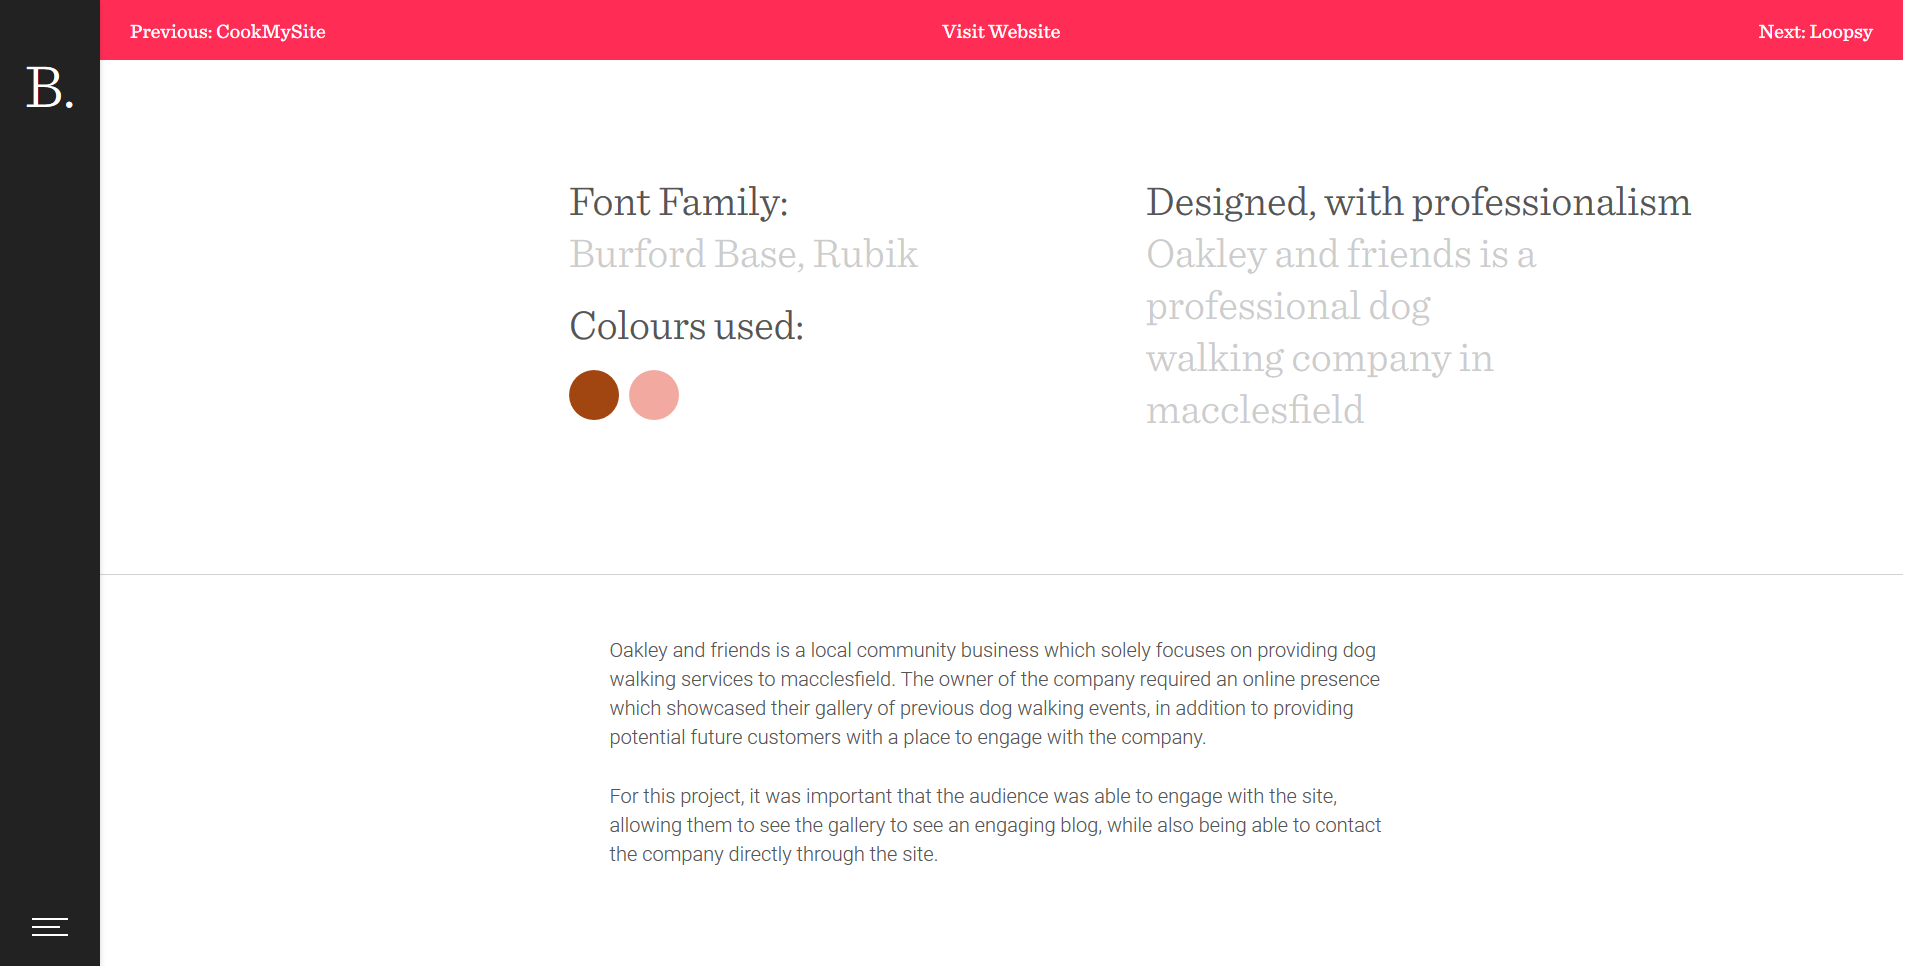 Previous: CookMySite
Visit Website
Next: Loopsy
B.
Font Family:
Burford Base, Rubik
Colours used:
Designed, with professionalism
Oakley and friends is a
professional dog
walking company in
macclesfield
Oakley and friends is a local community business which solely focuses on providing dog
walking services to macclesfield. The owner of the company required an online presence
which showcased their gallery of previous dog walking events, in addition to providing
potential future customers with a place to engage with the company.
For this project, it was important that the audience was able to engage with the site,
allowing them to see the gallery to see an engaging blog, while also being able to contact
the company directly through the site.